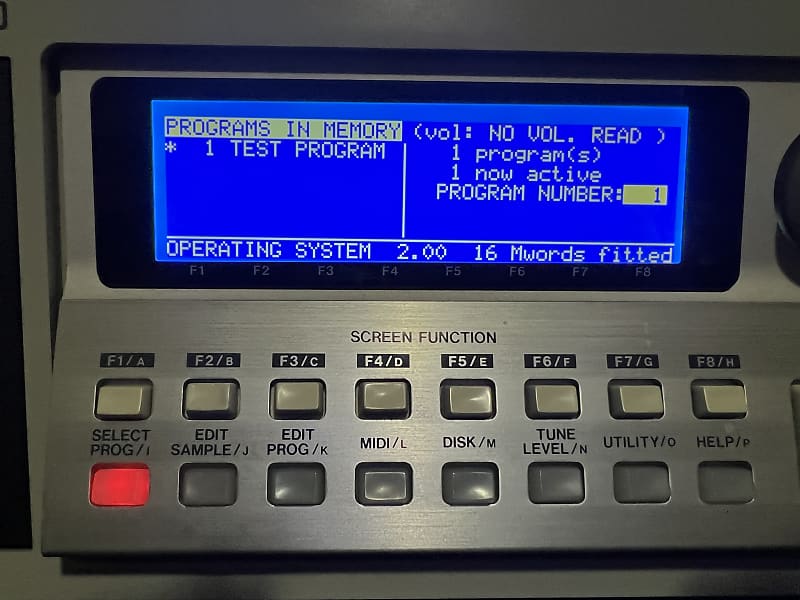 PROGRAMS IN MEMORY (vol: NO VOL. READ )
* 1 TEST PROGRAM 1 program(s)
1 now active
PROGRAM NUMBER: 1
OPERATING SYSTEM 2.00 16 Mwords fitted
F1 F2 F3 F4 F5 F6 F7 F8
SCREEN FUNCTION
F1/A F2/B F3/C F4/D F5/E F6/F F7/G F8/H
SELECT PROG/I EDIT SAMPLE/J EDIT PROG/K MIDI/L DISK/M TUNE LEVEL/N UTILITY/O HELP/P